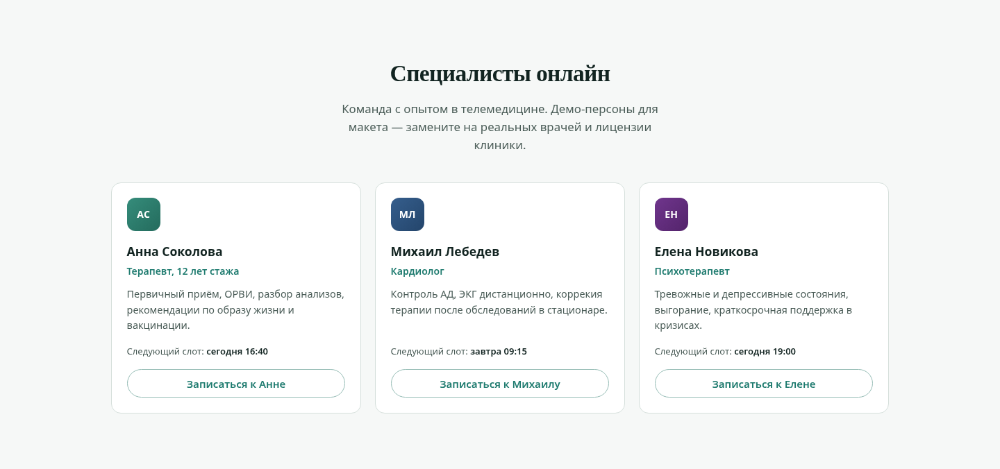 Специалисты онлайн
Команда с опытом в телемедицине. Демо-персоны для
макета — замените на реальных врачей и лицензии
клиники.
АС
Анна Соколова
Терапевт, 12 лет стажа
Первичный приём, ОРВИ, разбор анализов,
рекомендации по образу жизни и
вакцинации.
Следующий слот: сегодня 16:40
Записаться к Анне
МЛ
Михаил Лебедев
Кардиолог
Контроль АД, ЭКГ дистанционно, коррекия
терапии после обследований в стационаре.
Следующий слот: завтра 09:15
Записаться к Михаилу
ЕН
Елена Новикова
Психотерапевт
Тревожные и депрессивные состояния,
выгорание, краткосрочная поддержка в
кризисах.
Следующий слот: сегодня 19:00
Записаться к Елене